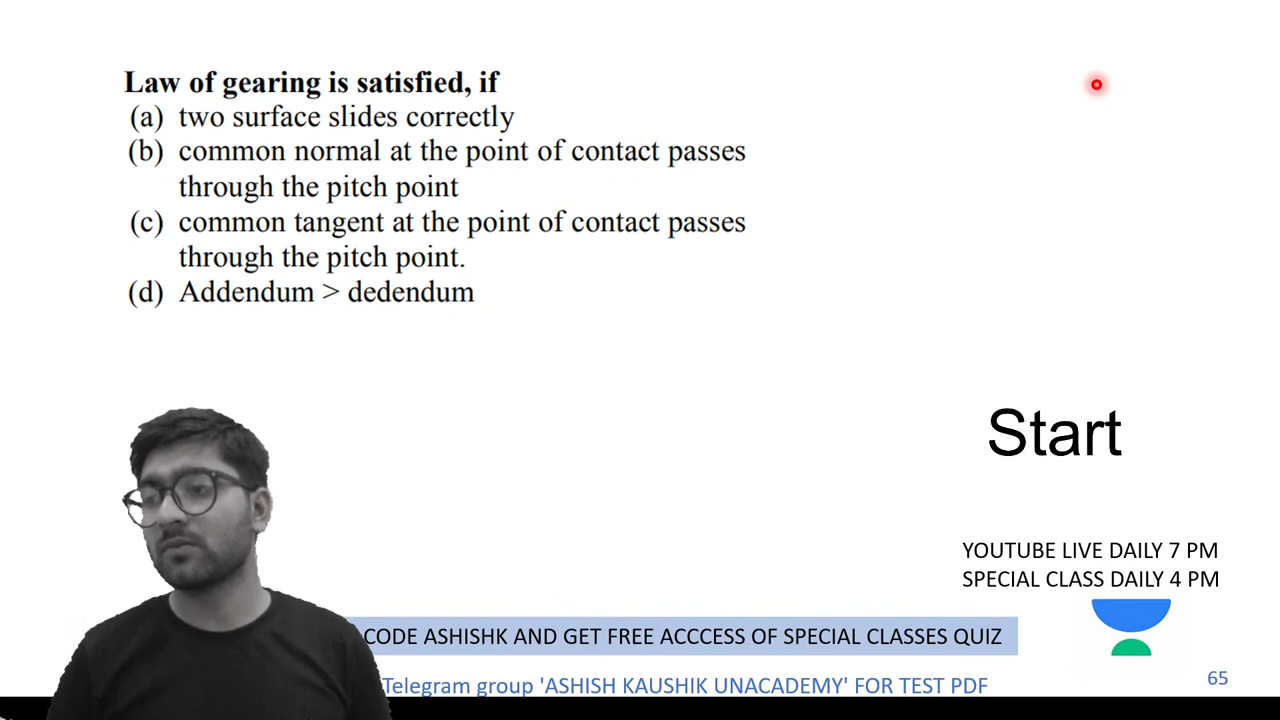 Law of gearing is satisfied, if
(a) two surface slides correctly
(b) common normal at the point of contact passes
through the pitch point
(c) common tangent at the point of contact passes
through the pitch point.
(d) Addendum > dedendum
Start
YOUTUBE LIVE DAILY 7 PM
SPECIAL CLASS DAILY 4 PM
CODE ASHISHK AND GET FREE ACCCESS OF SPECIAL CLASSES QUIZ
Telegram group 'ASHISH KAUSHIK UNACADEMY' FOR TEST PDF
65